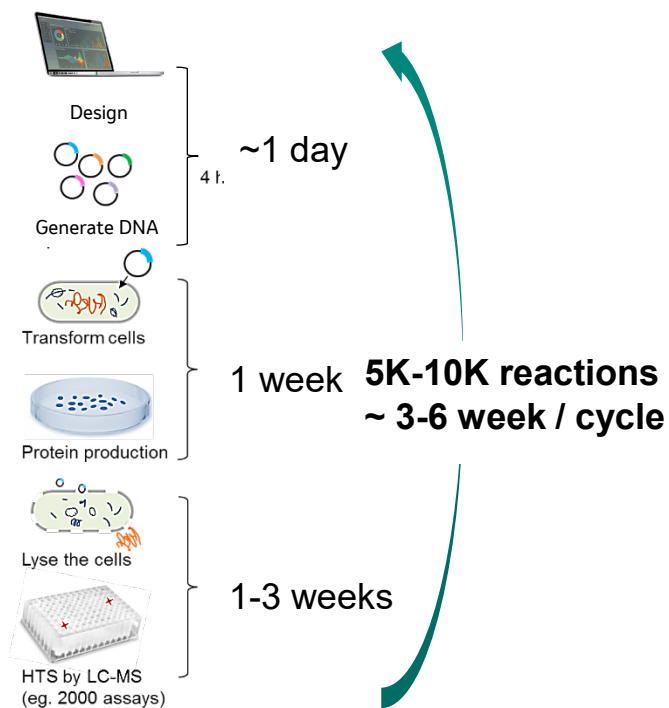 Design
~1 day
4 h.
Generate DNA
Transform cells
1 week
5K-10K reactions
~ 3-6 week / cycle
Protein production
Lyse the cells
1-3 weeks
HTS by LC-MS
(eg. 2000 assays)